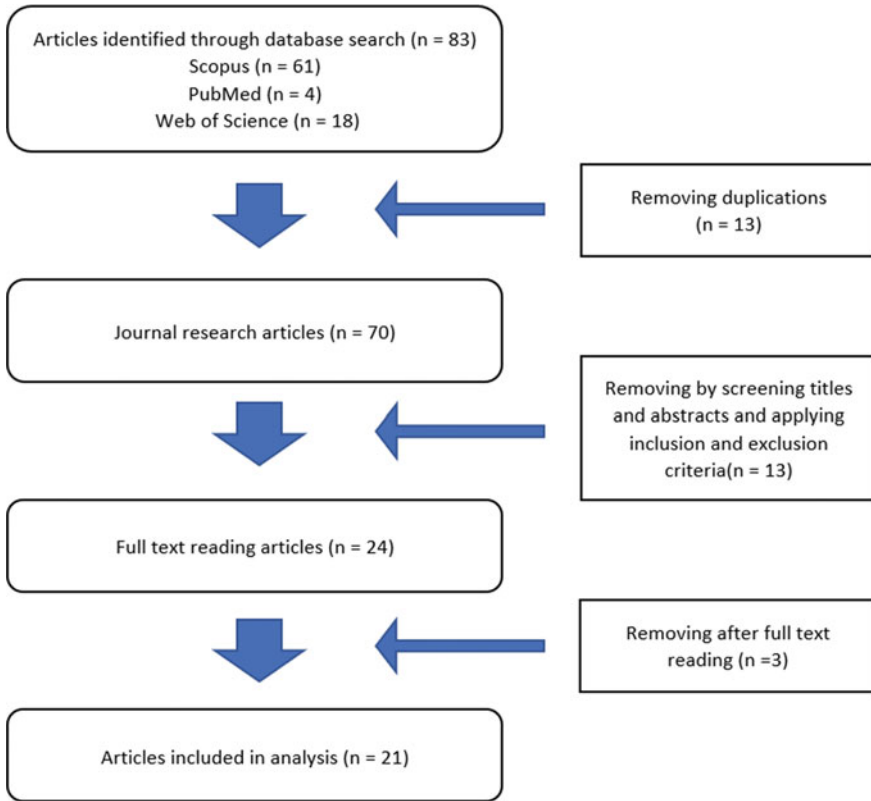 Articles identified through database search (n = 83)
Scopus (n = 61)
PubMed (n = 4)
Web of Science (n = 18)
Removing duplications
(n = 13)
Journal research articles (n = 70)
Removing by screening titles
and abstracts and applying
inclusion and exclusion
criteria(n = 13)
Full text reading articles (n = 24)
Removing after full text
reading (n =3)
Articles included in analysis (n = 21)